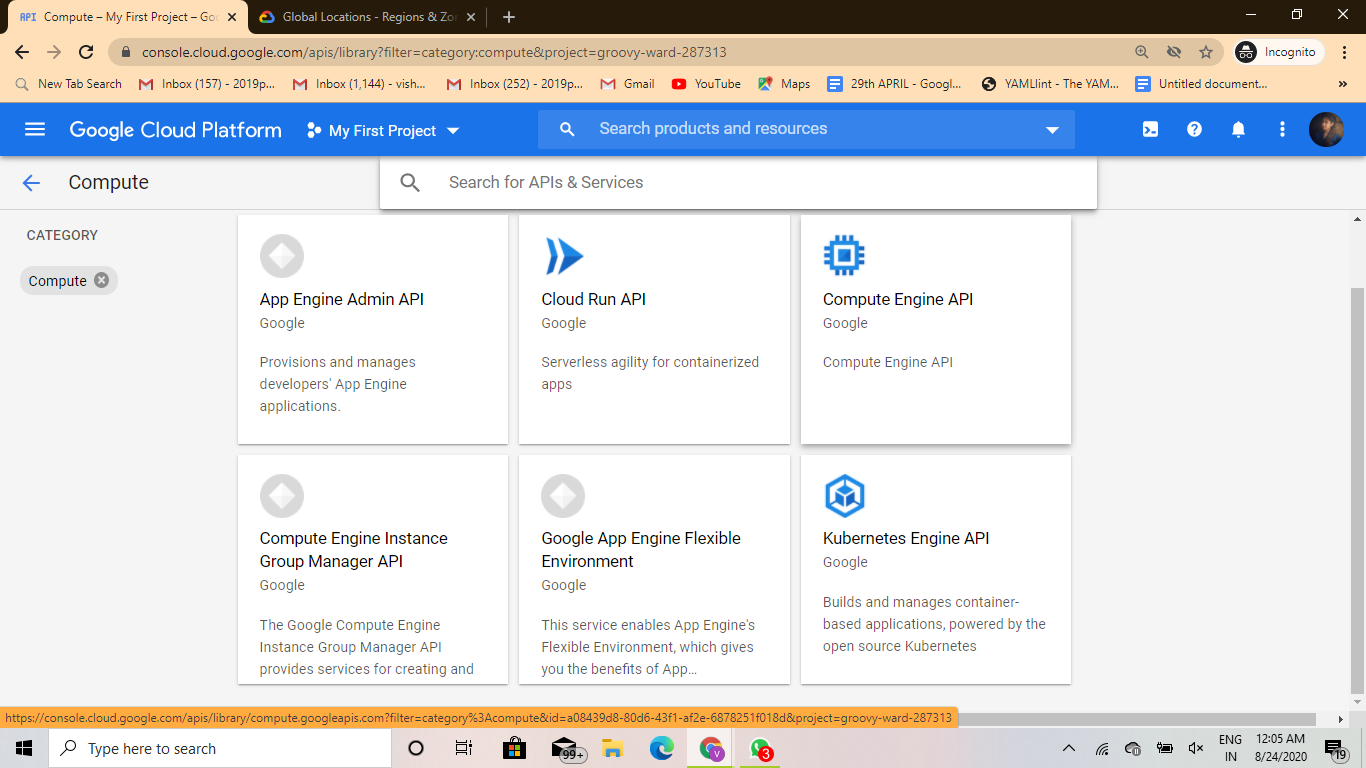 API Compute – My First Project – Goo
Global Locations - Regions & Zon
console.cloud.google.com/apis/library?filter=category:compute&project=groovy-ward-287313
Incognito
New Tab Search
Inbox (157) - 2019p...
Inbox (1,144) - vish...
Inbox (252) - 2019p...
Gmail
YouTube
Maps
29th APRIL - Googl...
YAMLlint - The YAM...
Untitled document...
Google Cloud Platform
My First Project
Search products and resources
Compute
Search for APIs & Services
CATEGORY
Compute
App Engine Admin API
Google
Provisions and manages
developers' App Engine
applications.
Cloud Run API
Google
Serverless agility for containerized
apps
Compute Engine API
Google
Compute Engine API
Compute Engine Instance
Group Manager API
Google
The Google Compute Engine
Instance Group Manager API
provides services for creating and
Google App Engine Flexible
Environment
Google
This service enables App Engine's
Flexible Environment, which gives
you the benefits of App...
Kubernetes Engine API
Google
Builds and manages container-
based applications, powered by the
open source Kubernetes
https://console.cloud.google.com/apis/library/compute.googleapis.com?filter=category%3Acompute&id=a08439d8-80d6-43f1-af2e-6878251f018d&project=groovy-ward-287313
Type here to search
99+
V
3
ENG
IN
12:05 AM
8/24/2020
19